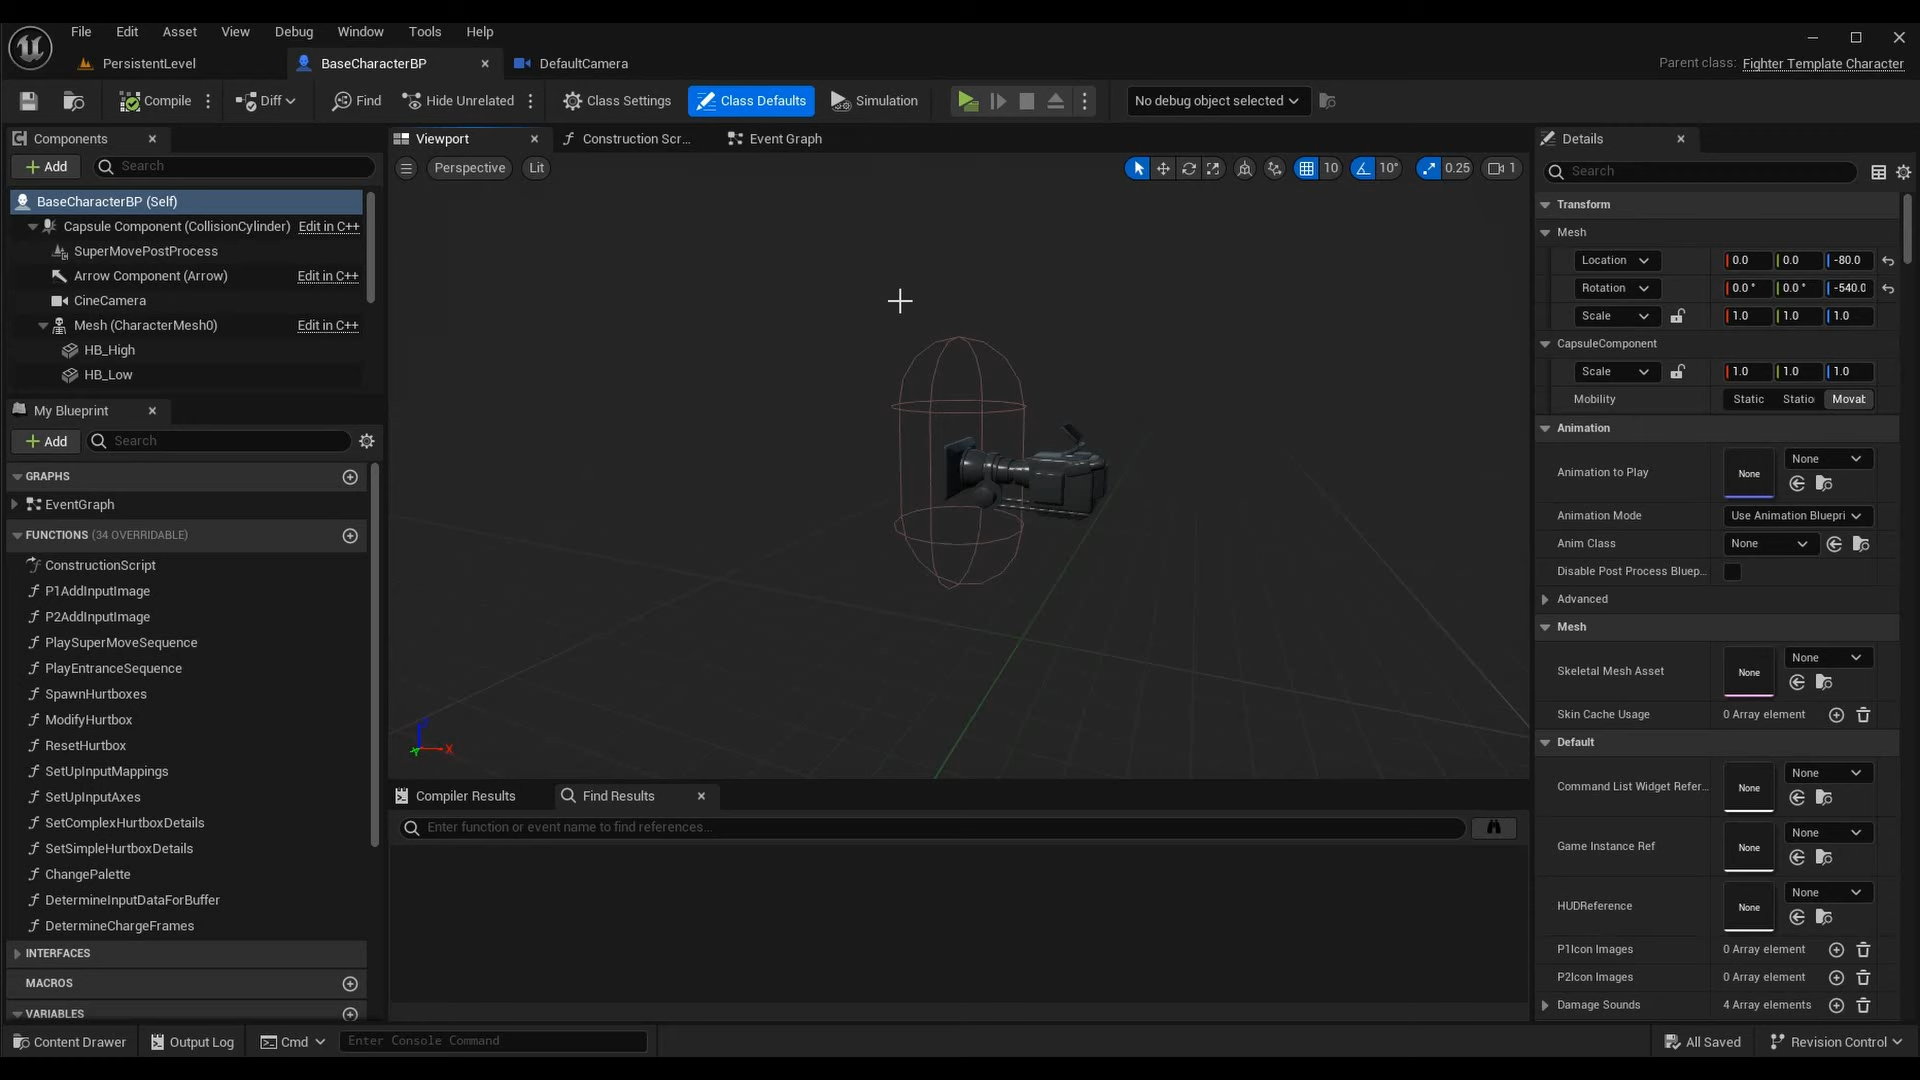 File Edit Asset View Debug Window Tools Help
PersistentLevel BaseCharacterBP DefaultCamera
Parent class: Fighter Template Character
Compile Diff Find Hide Unrelated Class Settings Class Defaults Simulation No debug object selected
Components
Add Search
BaseCharacterBP (Self)
Capsule Component (CollisionCylinder) Edit in C++
SuperMovePostProcess
Arrow Component (Arrow) Edit in C++
CineCamera
Mesh (CharacterMesh0) Edit in C++
HB_High
HB_Low
My Blueprint
Add Search
GRAPHS
EventGraph
FUNCTIONS (34 OVERRIDABLE)
ConstructionScript
P1AddInputImage
P2AddInputImage
PlaySuperMoveSequence
PlayEntranceSequence
SpawnHurtboxes
ModifyHurtbox
ResetHurtbox
SetUpInputMappings
SetUpInputAxes
SetComplexHurtboxDetails
SetSimpleHurtboxDetails
ChangePalette
DetermineInputDataForBuffer
DetermineChargeFrames
INTERFACES
MACROS
VARIABLES
Viewport Construction Scr... Event Graph
Perspective Lit 10 10° 0.25 1
X
Compiler Results Find Results
Enter function or event name to find references...
Details
Search
Transform
Mesh
Location 0.0 0.0 -80.0
Rotation 0.0 ° 0.0 ° -540.0
Scale 1.0 1.0 1.0
CapsuleComponent
Scale 1.0 1.0 1.0
Mobility Static Statio Movab
Animation
Animation to Play None None
Animation Mode Use Animation Bluepri
Anim Class None
Disable Post Process Bluep...
Advanced
Mesh
Skeletal Mesh Asset None None
Skin Cache Usage 0 Array element
Default
Command List Widget Refer... None None
Game Instance Ref None None
HUDReference None None
P1Icon Images 0 Array element
P2Icon Images 0 Array element
Damage Sounds 4 Array elements
Content Drawer Output Log Cmd Enter Console Command All Saved Revision Control